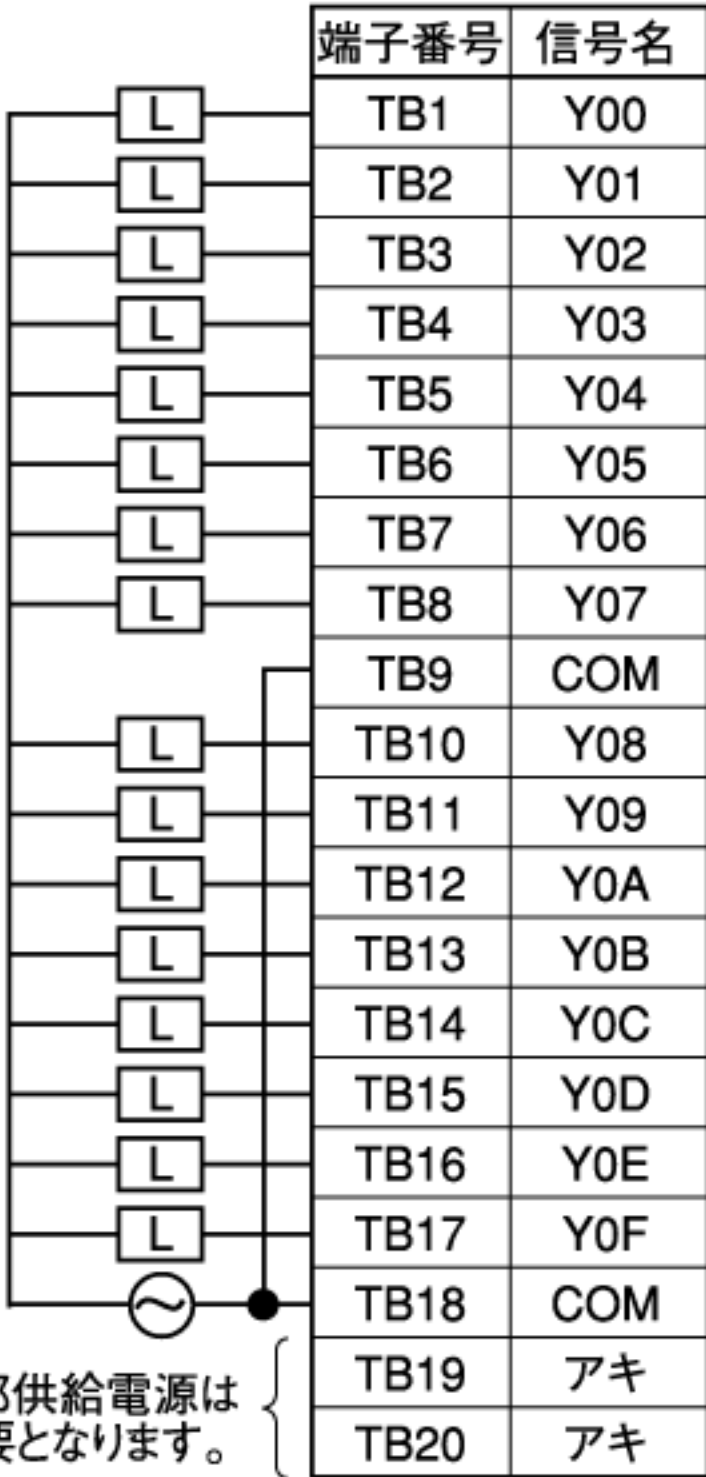 端子番号 信号名
L TB1 Y00
L TB2 Y01
L TB3 Y02
L TB4 Y03
L TB5 Y04
L TB6 Y05
L TB7 Y06
L TB8 Y07
TB9 COM
L TB10 Y08
L TB11 Y09
L TB12 Y0A
L TB13 Y0B
L TB14 Y0C
L TB15 Y0D
L TB16 Y0E
L TB17 Y0F
TB18 COM
TB19 アキ
供給電源は
TB20 アキ
となります。